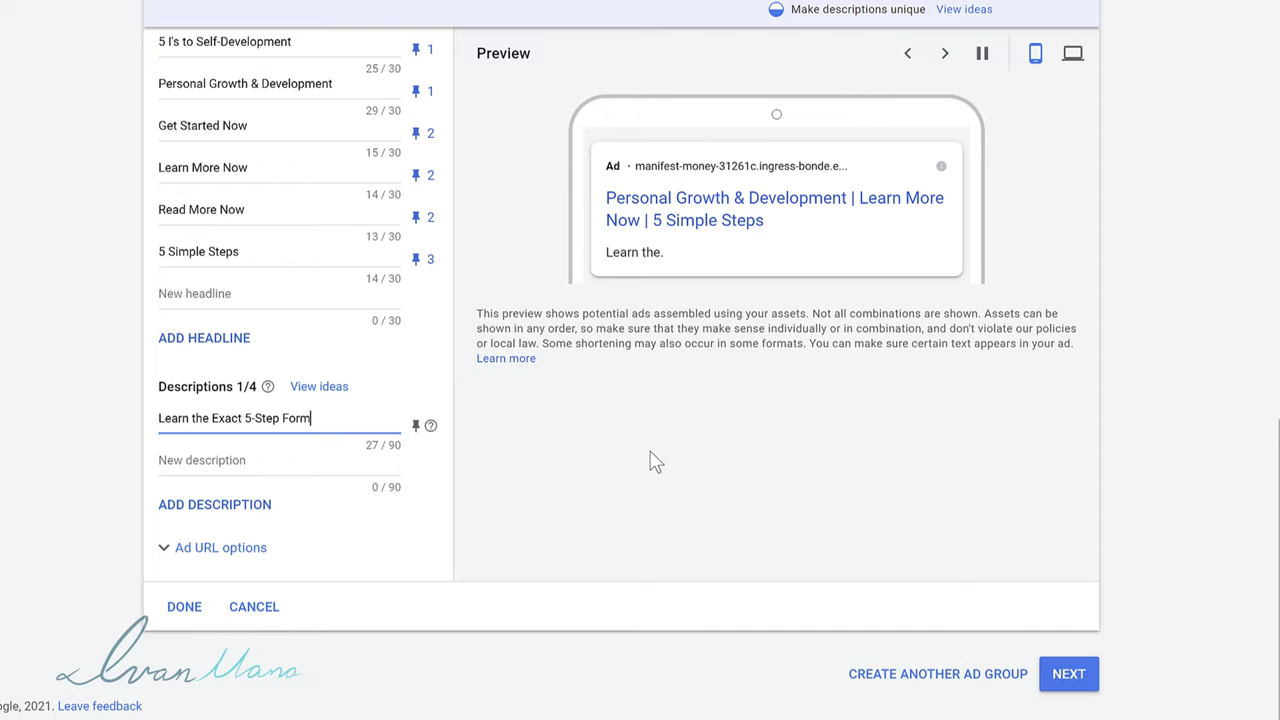 Make descriptions unique View ideas
5 I's to Self-Development
1
25 / 30
Personal Growth & Development
1
29 / 30
Get Started Now
2
15 / 30
Learn More Now
2
14 / 30
Read More Now
2
13 / 30
5 Simple Steps
3
14 / 30
New headline
0 / 30
ADD HEADLINE
Descriptions 1/4 View ideas
Learn the Exact 5-Step Form
27 / 90
New description
0 / 90
ADD DESCRIPTION
Ad URL options
DONE CANCEL
Preview
Ad · manifest-money-31261c.ingress-bonde.e...
Personal Growth & Development | Learn More
Now | 5 Simple Steps
Learn the.
This preview shows potential ads assembled using your assets. Not all combinations are shown. Assets can be
shown in any order, so make sure that they make sense individually or in combination, and don't violate our policies
or local law. Some shortening may also occur in some formats. You can make sure certain text appears in your ad.
Learn more
Ivan Mana
CREATE ANOTHER AD GROUP NEXT
ogle, 2021. Leave feedback